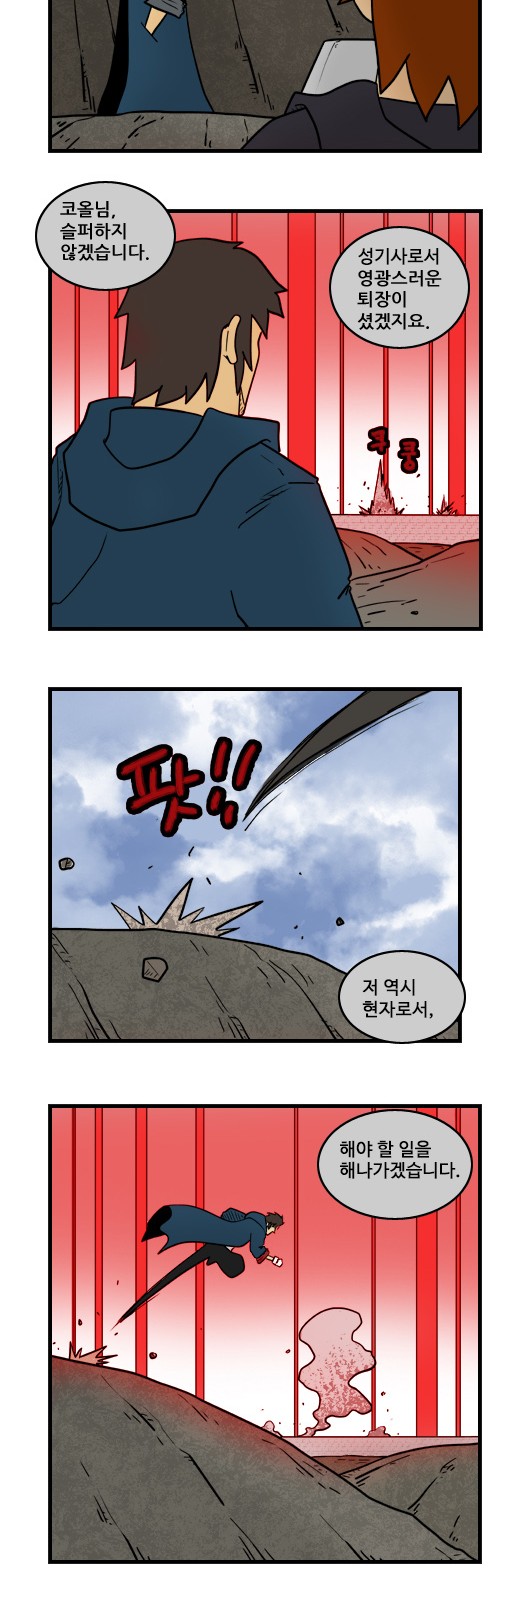 코올님,
슬퍼하지
않겠습니다.
성기사로서
영광스러운
퇴장이
셨겠지요.
쿠 쿵
팟!!
저 역시
현자로서,
해야 할 일을
해나가겠습니다.